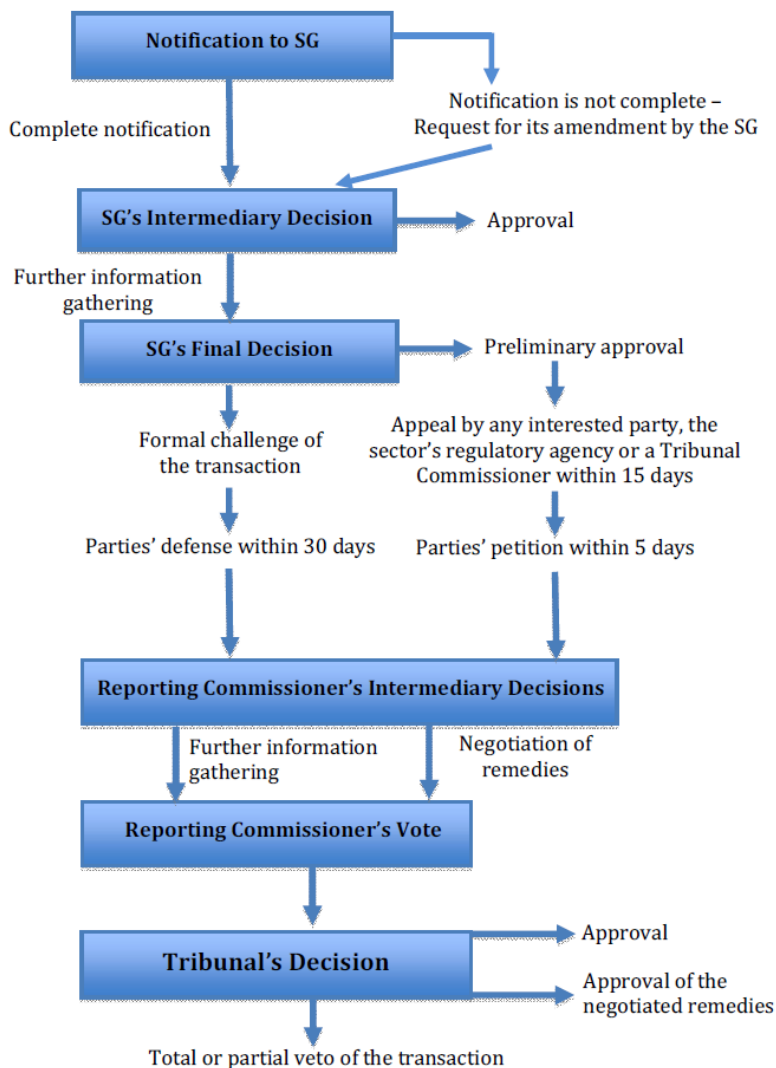 Notification to SG
Notification is not complete –
Request for its amendment by the SG
Complete notification
SG's Intermediary Decision
Approval
Further information
gathering
SG's Final Decision
Preliminary approval
Formal challenge of
the transaction
Appeal by any interested party, the
sector's regulatory agency or a Tribunal
Commissioner within 15 days
Parties' defense within 30 days
Parties' petition within 5 days
Reporting Commissioner's Intermediary Decisions
Further information
gathering
Negotiation of
remedies
Reporting Commissioner's Vote
Tribunal's Decision
Approval
Approval of the
negotiated remedies
Total or partial veto of the transaction